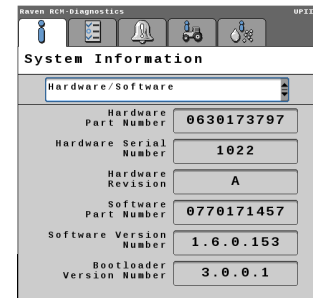 Raven RCM-Diagnostics UPII
System Information
Hardware/Software
Hardware
Part Number 0630173797
Hardware Serial
Number 1022
Hardware
Revision A
Software
Part Number 0770171457
Software Version
Number 1.6.0.153
Bootloader
Version Number 3.0.0.1